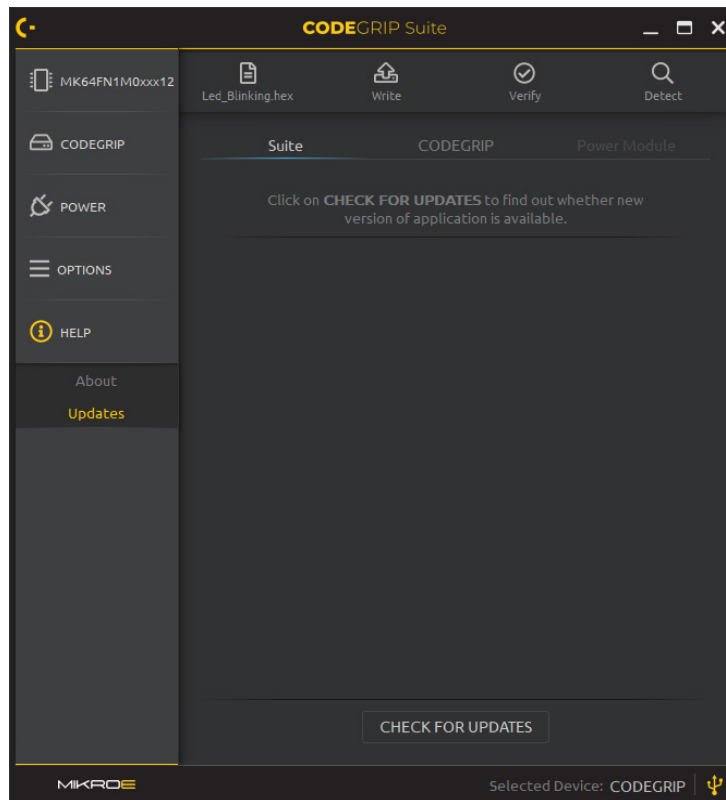 CODEGRIP Suite
MK64FN1M0xxx12
CODEGRIP
POWER
OPTIONS
HELP
About
Updates
Led_Blinking.hex
Write
Verify
Detect
Suite
CODEGRIP
Power Module
Click on CHECK FOR UPDATES to find out whether new
version of application is available.
CHECK FOR UPDATES
MIKROE
Selected Device: CODEGRIP